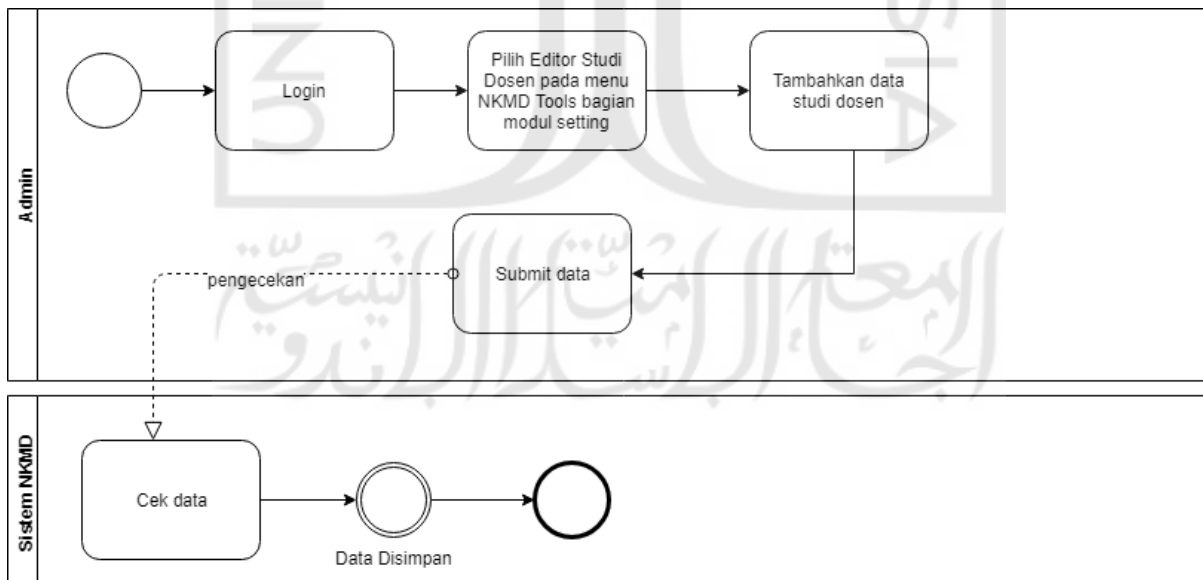 Admin
Login
Pilih Editor Studi
Dosen pada menu
NKMD Tools bagian
modul setting
Tambahkan data
studi dosen
Submit data
pengecekan
Sistem NKMD
Cek data
Data Disimpan